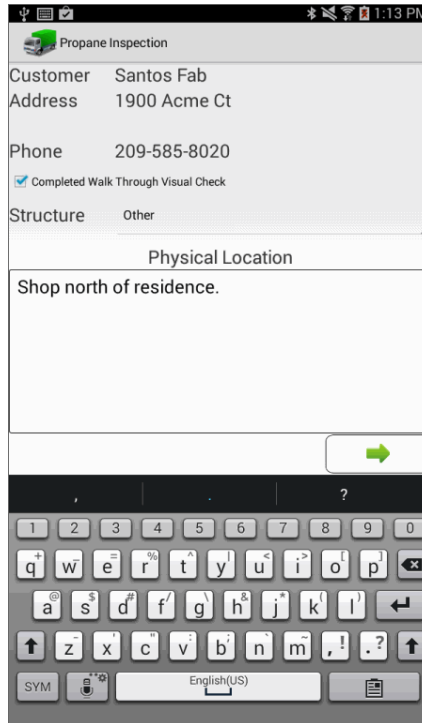 1:13 PM
Propane Inspection
Customer Santos Fab
Address 1900 Acme Ct
Phone 209-585-8020
Completed Walk Through Visual Check
Structure Other
Physical Location
Shop north of residence.
, . ?
1 2 3 4 5 6 7 8 9 0
+ - = % ^ | < > [ ]
q w e r t y u i o p
@ $ # / \ & * ( )
a s d f g h j k l
- ' " : ; ~ ! ?
z x c v b n m , .
SYM English(US)